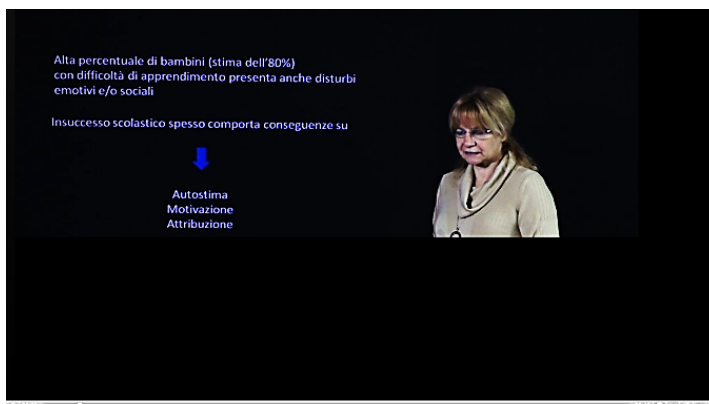 Alta percentuale di bambini (stima dell'80%)
con difficoltà di apprendimento presenta anche disturbi
emotivi e/o sociali
Insuccesso scolastico spesso comporta conseguenze su
Autostima
Motivazione
Attribuzione